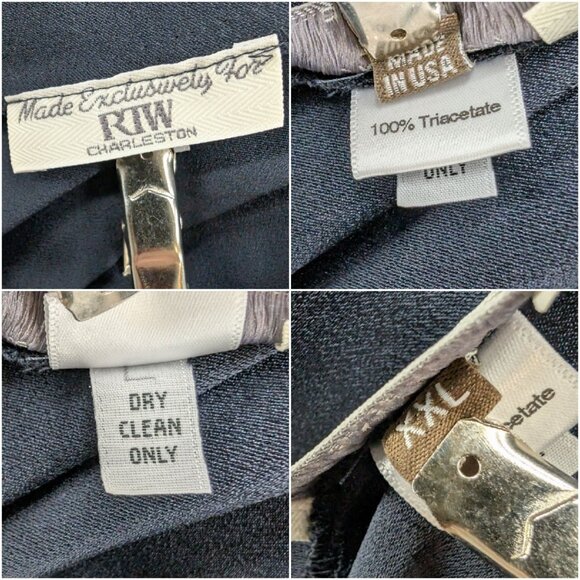 Made Exclusively For
RTW
CHARLESTON
MADE
IN USA
100% Triacetate
ONLY
DRY
CLEAN
ONLY
XXL
cetate